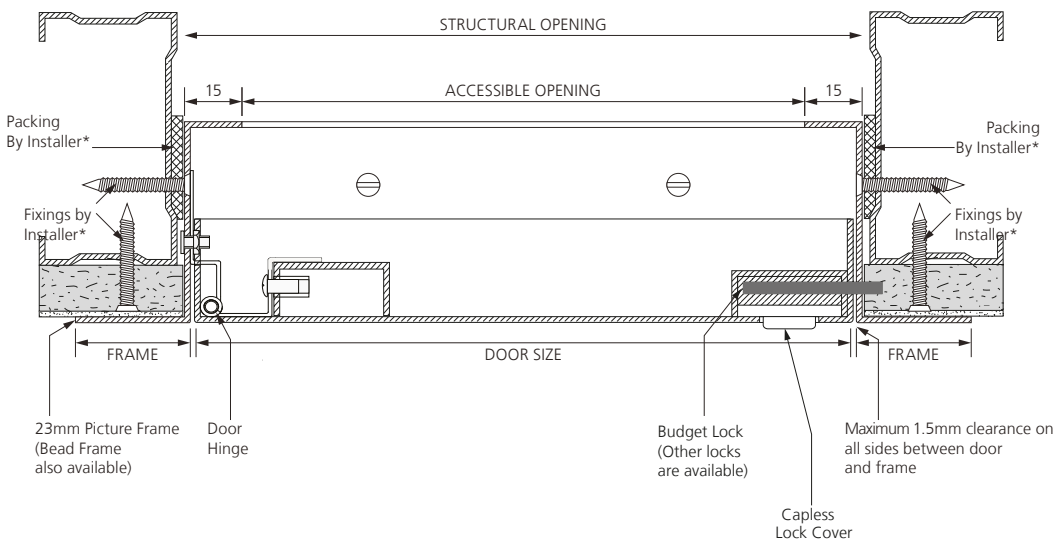 STRUCTURAL OPENING
15
ACCESSIBLE OPENING
15
Packing
By Installer*
Packing
By Installer*
Fixings by
Installer*
Fixings by
Installer*
FRAME
DOOR SIZE
FRAME
23mm Picture Frame
(Bead Frame
also available)
Door
Hinge
Budget Lock
(Other locks
are available)
Maximum 1.5mm clearance on
all sides between door
and frame
Capless
Lock Cover